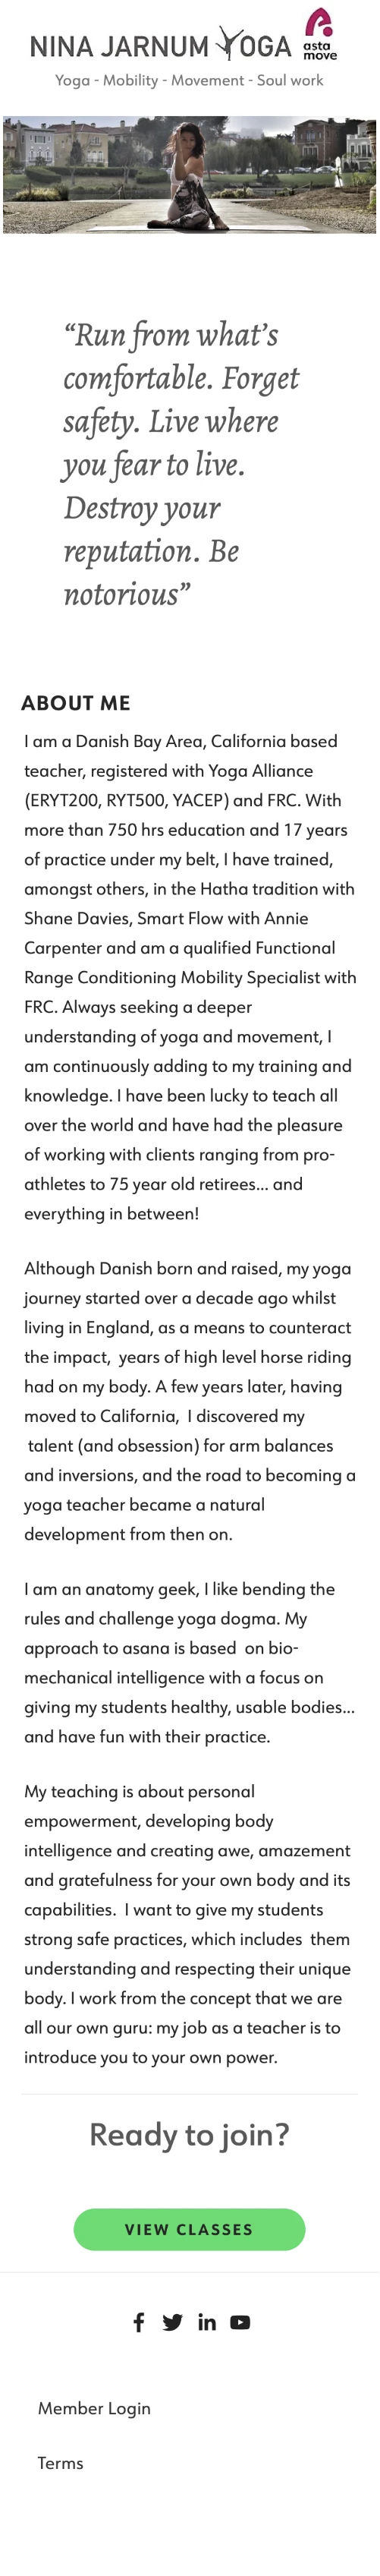 NINA JARNUM YOGA
asta
move
Yoga - Mobility - Movement - Soul work
“Run from what’s
comfortable. Forget
safety. Live where
you fear to live.
Destroy your
reputation. Be
notorious”
ABOUT ME
I am a Danish Bay Area, California based
teacher, registered with Yoga Alliance
(ERYT200, RYT500, YACEP) and FRC. With
more than 750 hrs education and 17 years
of practice under my belt, I have trained,
amongst others, in the Hatha tradition with
Shane Davies, Smart Flow with Annie
Carpenter and am a qualified Functional
Range Conditioning Mobility Specialist with
FRC. Always seeking a deeper
understanding of yoga and movement, I
am continuously adding to my training and
knowledge. I have been lucky to teach all
over the world and have had the pleasure
of working with clients ranging from pro-
athletes to 75 year old retirees... and
everything in between!
Although Danish born and raised, my yoga
journey started over a decade ago whilst
living in England, as a means to counteract
the impact,  years of high level horse riding
had on my body. A few years later, having
moved to California,  I discovered my
talent (and obsession) for arm balances
and inversions, and the road to becoming a
yoga teacher became a natural
development from then on.
I am an anatomy geek, I like bending the
rules and challenge yoga dogma. My
approach to asana is based  on bio-
mechanical intelligence with a focus on
giving my students healthy, usable bodies...
and have fun with their practice.
My teaching is about personal
empowerment, developing body
intelligence and creating awe, amazement
and gratefulness for your own body and its
capabilities.  I want to give my students
strong safe practices, which includes  them
understanding and respecting their unique
body. I work from the concept that we are
all our own guru: my job as a teacher is to
introduce you to your own power.
Ready to join?
VIEW CLASSES
Member Login
Terms